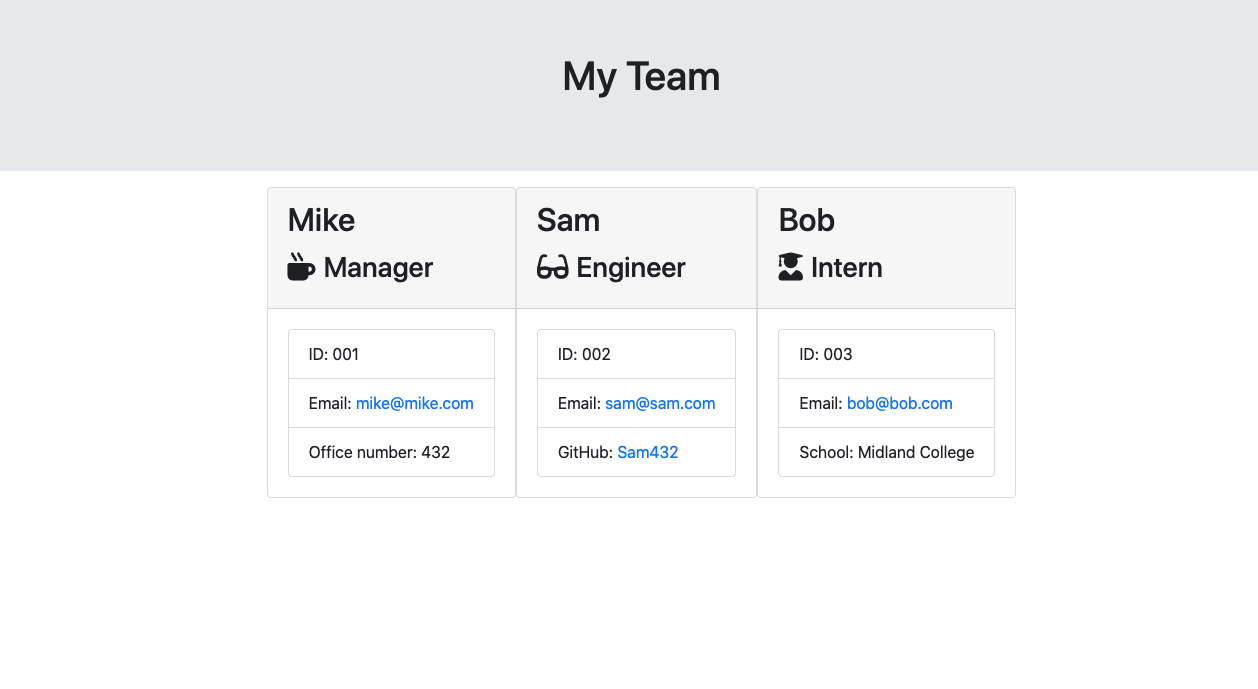 My Team
Mike
Manager
ID: 001
Email: mike@mike.com
Office number: 432
Sam
Engineer
ID: 002
Email: sam@sam.com
GitHub: Sam432
Bob
Intern
ID: 003
Email: bob@bob.com
School: Midland College